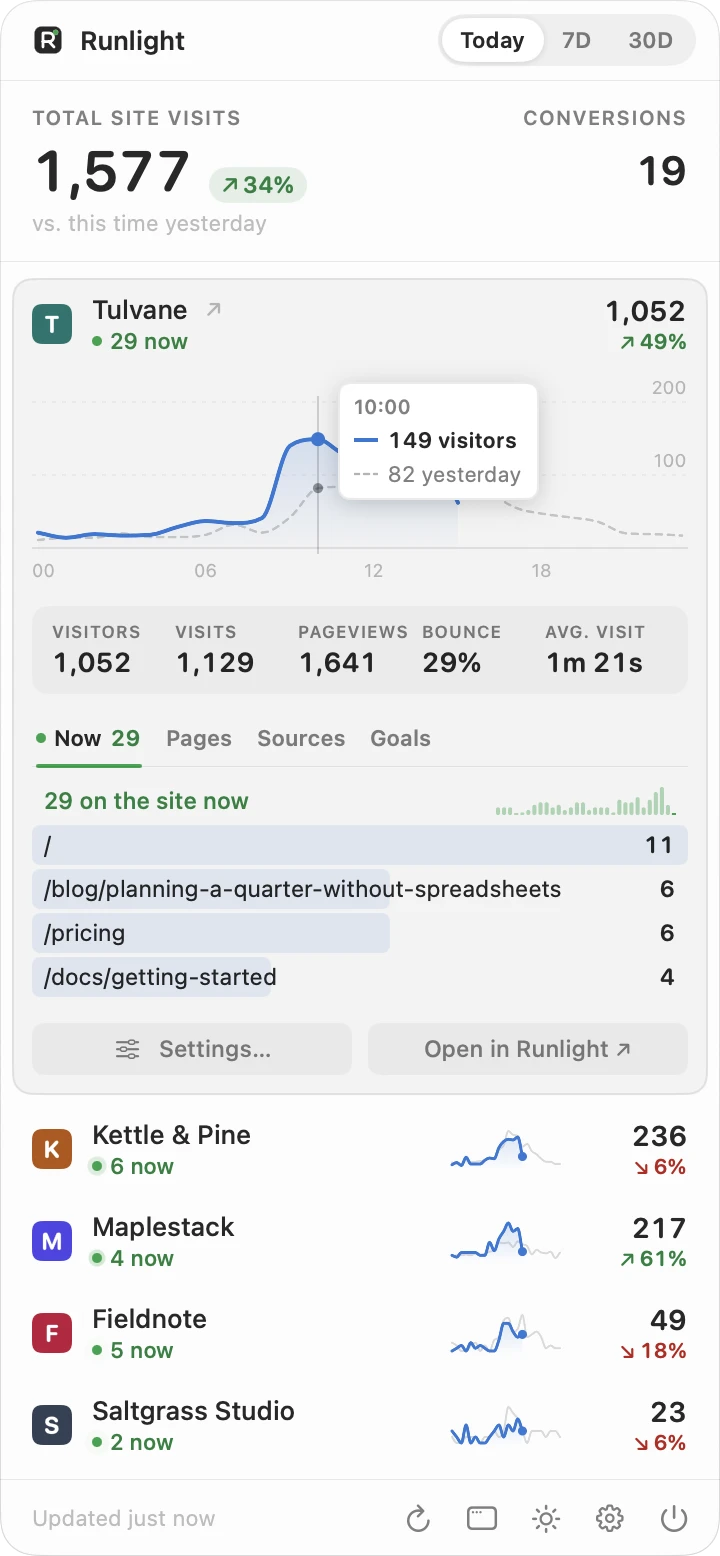 R Runlight
Today 7D 30D
TOTAL SITE VISITS
CONVERSIONS
1,577 ↗ 34%
19
vs. this time yesterday
T Tulvane ↗
1,052
29 now
↗ 49%
200
10:00
149 visitors
100
82 yesterday
00 06 12 18
VISITORS VISITS PAGEVIEWS BOUNCE AVG. VISIT
1,052 1,129 1,641 29% 1m 21s
Now 29 Pages Sources Goals
29 on the site now
/ 11
/blog/planning-a-quarter-without-spreadsheets 6
/pricing 6
/docs/getting-started 4
Settings... Open in Runlight ↗
K Kettle & Pine 236
6 now ↘ 6%
M Maplestack 217
4 now ↗ 61%
F Fieldnote 49
5 now ↘ 18%
S Saltgrass Studio 23
2 now ↘ 6%
Updated just now